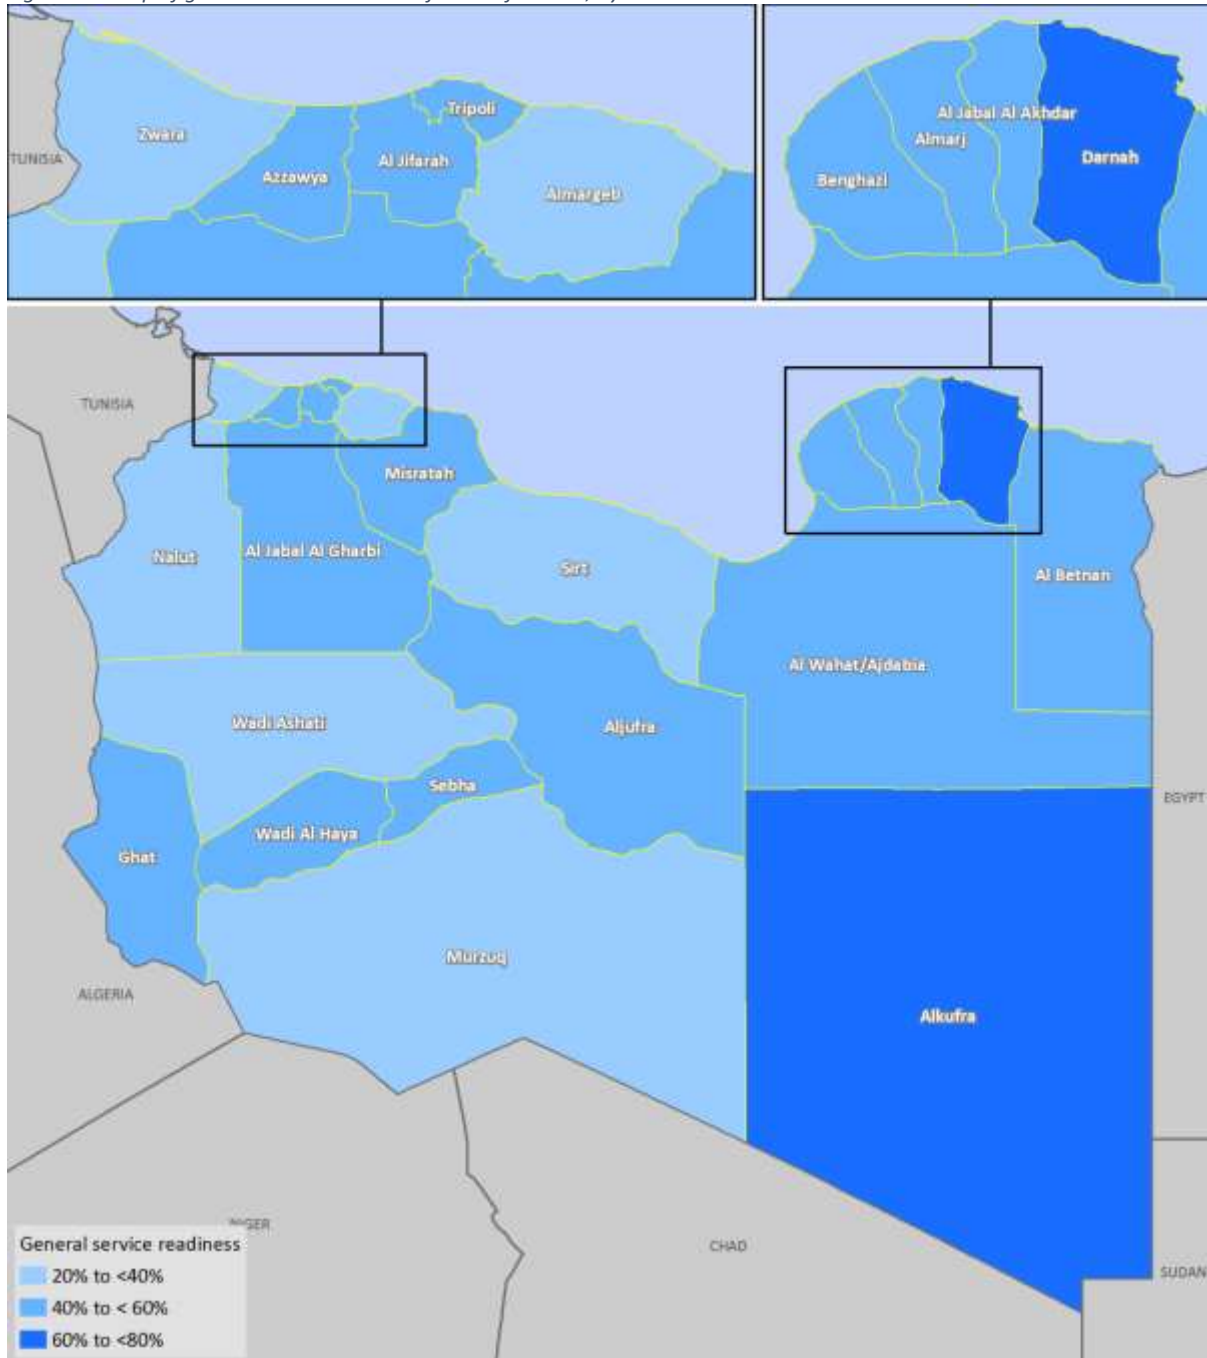 Zwara
Tripoli
TUNISIA
Azzawya
Al Jifarah
Almargeb
Al Jabal Al Akhdar
Almarj
Darnah
Benghazi
TUNISIA
Misratah
Nalut
Al Jabal Al Gharbi
Sirt
Al Betnan
Al Wahat/Ajdabia
Wadi Ashati
Aljufra
Sebha
EGYPT
Wadi Al Haya
Ghat
Murzuq
ALGERIA
Alkufra
NIGER
CHAD
SUDAN
General service readiness
20% to <40%
40% to < 60%
60% to <80%